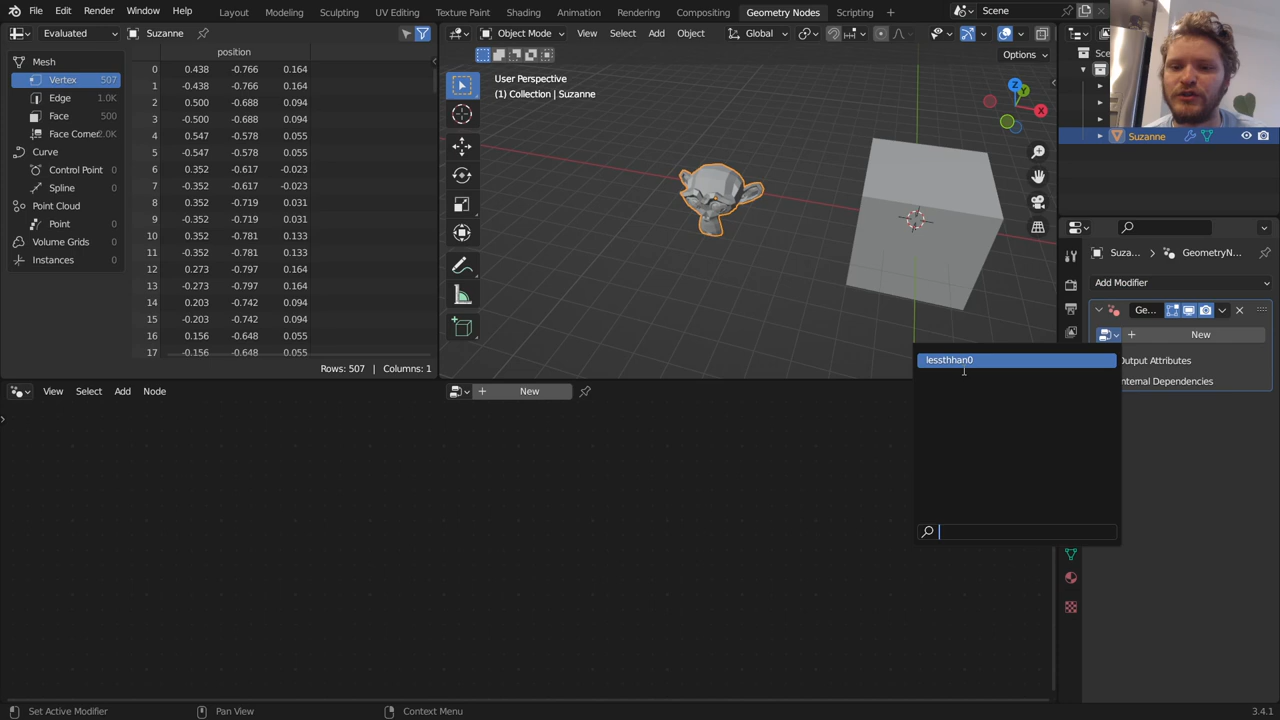 File Edit Render Window Help Layout Modeling Sculpting UV Editing Texture Paint Shading Animation Rendering Compositing Geometry Nodes Scripting Scene
Evaluated Suzanne Object Mode View Select Add Object Global
Options
position
Mesh
Vertex 507
Edge 1.0K
Face 500
Face Corner 2.0K
Curve
Control Point 0
Spline 0
Point Cloud
Point 0
Volume Grids 0
Instances 0
0 0.438 -0.766 0.164
1 -0.438 -0.766 0.164
2 0.500 -0.688 0.094
3 -0.500 -0.688 0.094
4 0.547 -0.578 0.055
5 -0.547 -0.578 0.055
6 0.352 -0.617 -0.023
7 -0.352 -0.617 -0.023
8 0.352 -0.719 0.031
9 -0.352 -0.719 0.031
10 0.352 -0.781 0.133
11 -0.352 -0.781 0.133
12 0.273 -0.797 0.164
13 -0.273 -0.797 0.164
14 0.203 -0.742 0.094
15 -0.203 -0.742 0.094
16 0.156 -0.648 0.055
17 -0.156 -0.648 0.055
Rows: 507 | Columns: 1
User Perspective
(1) Collection | Suzanne
Z
Y
X
Sce
Suzanne
Suza... GeometryN...
Add Modifier
Ge...
New
Output Attributes
nternal Dependencies
lessthhan0
View Select Add Node New
Set Active Modifier Pan View Context Menu 3.4.1